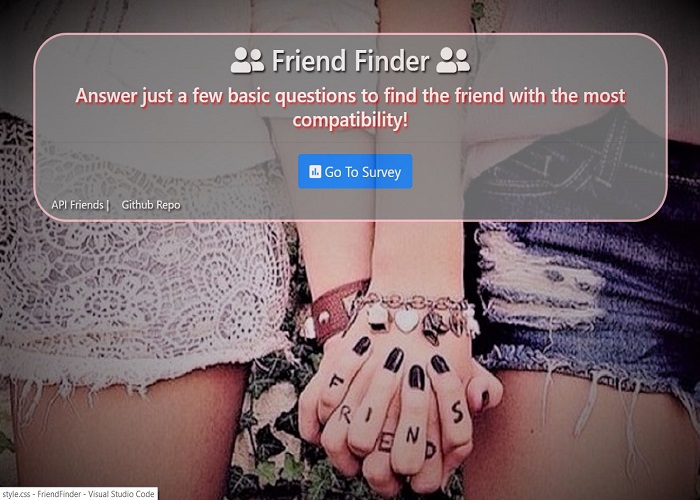 Friend Finder
Answer just a few basic questions to find the friend with the most
compatibility!
Go To Survey
API Friends | Github Repo
FRIENDS
style.css - FriendFinder - Visual Studio Code